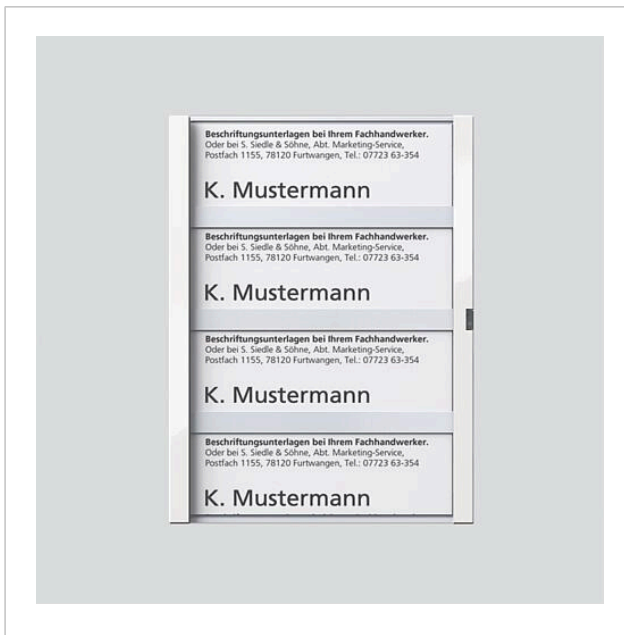 Beschriftungsunterlagen bei Ihrem Fachhandwerker.
Oder bei S. Siedle & Söhne, Abt. Marketing-Service,
Postfach 1155, 78120 Furtwangen, Tel.: 07723 63-354
K. Mustermann
Beschriftungsunterlagen bei Ihrem Fachhandwerker.
Oder bei S. Siedle & Söhne, Abt. Marketing-Service,
Postfach 1155, 78120 Furtwangen, Tel.: 07723 63-354
K. Mustermann
Beschriftungsunterlagen bei Ihrem Fachhandwerker.
Oder bei S. Siedle & Söhne, Abt. Marketing-Service,
Postfach 1155, 78120 Furtwangen, Tel.: 07723 63-354
K. Mustermann
Beschriftungsunterlagen bei Ihrem Fachhandwerker.
Oder bei S. Siedle & Söhne, Abt. Marketing-Service,
Postfach 1155, 78120 Furtwangen, Tel.: 07723 63-354
K. Mustermann